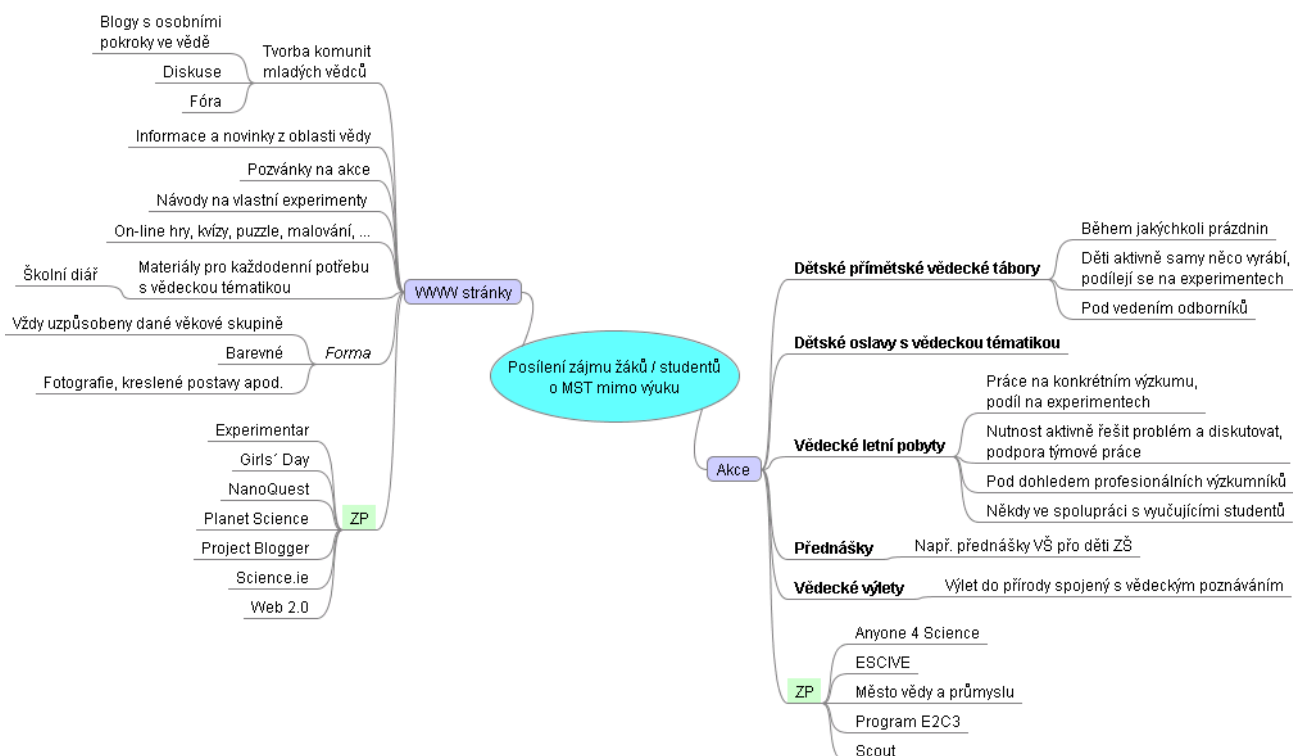 Blogy s osobními
pokroky ve vědě
Diskuse
Fóra
Tvorba komunit
mladých vědců
Informace a novinky z oblasti vědy
Pozvánky na akce
Návody na vlastní experimenty
On-line hry, kvízy, puzzle, malování, ...
Školní diář
Materiály pro každodenní potřebu
s vědeckou tématikou
Vždy uzpůsobeny dané věkové skupině
Barevné
Fotografie, kreslené postavy apod.
Forma
Experimentar
Girls´ Day
NanoQuest
Planet Science
Project Blogger
Science.ie
Web 2.0
ZP
WWW stránky
Posílení zájmu žáků / studentů
o MST mimo výuku
Akce
Dětské přímětské vědecké tábory
Během jakýchkoli prázdnin
Děti aktivně samy něco vyrábí,
podílejí se na experimentech
Pod vedením odborníků
Dětské oslavy s vědeckou tématikou
Vědecké letní pobyty
Práce na konkrétním výzkumu,
podíl na experimentech
Nutnost aktivně řešit problém a diskutovat,
podpora týmové práce
Pod dohledem profesionálních výzkumníků
Někdy ve spolupráci s vyučujícími studentů
Přednášky
Např. přednášky VŠ přo děti ZŠ
Vědecké výlety
Výlet do přírody spojený s vědeckým poznáváním
ZP
Anyone 4 Science
ESCIVE
Město vědy a průmyslu
Program E2C3
Scout